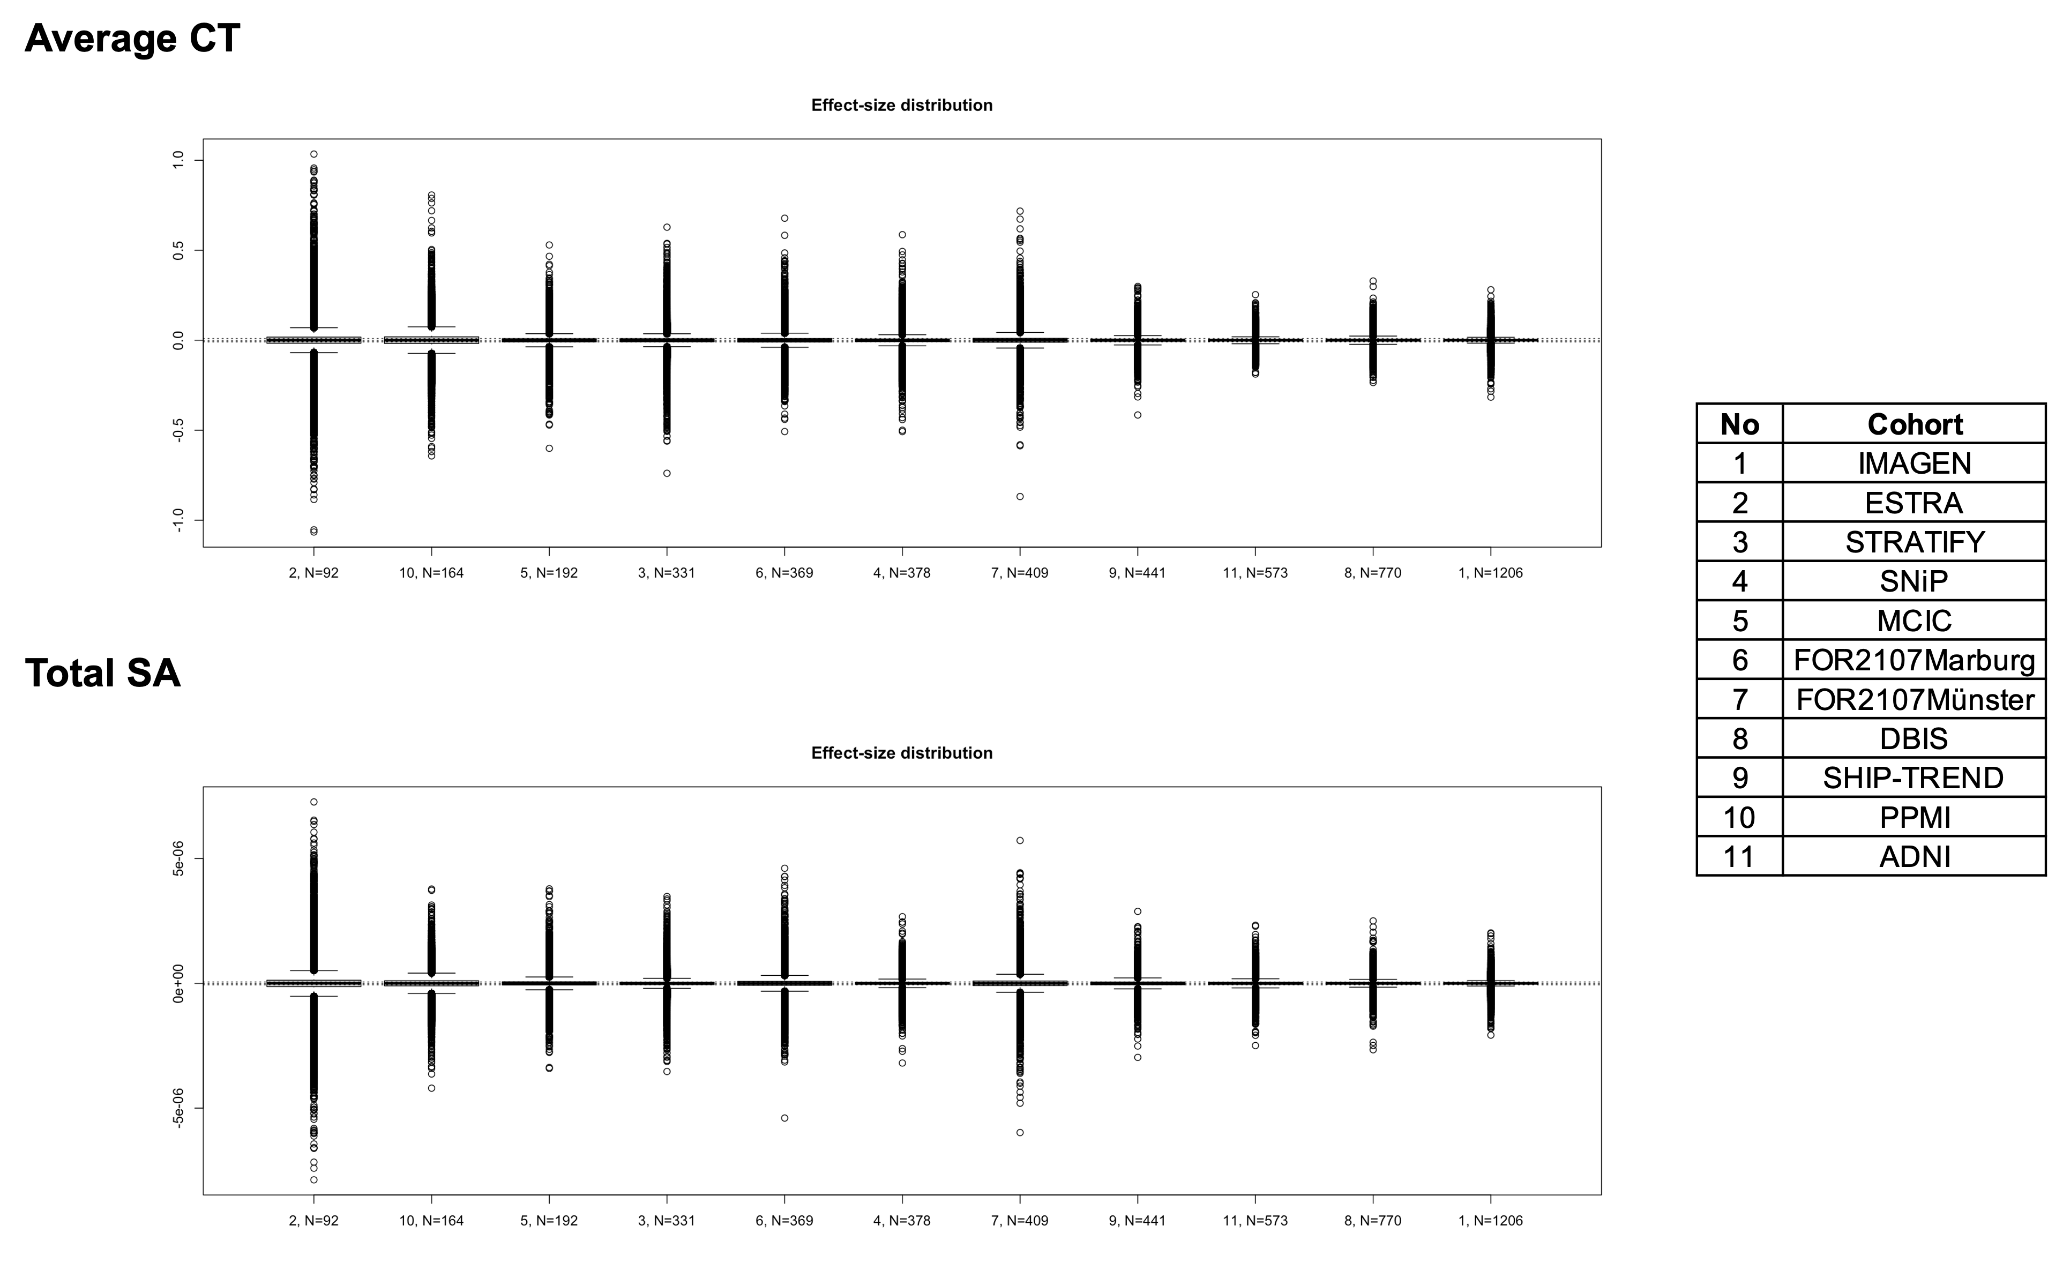 Average CT
Effect-size distribution
1.0
0.5
0.0
-0.5
-1.0
2, N=92 10, N=164 5, N=192 3, N=331 6, N=369 4, N=378 7, N=409 9, N=441 11, N=573 8, N=770 1, N=1206
Total SA
Effect-size distribution
5e-06
0e+00
-5e-06
2, N=92 10, N=164 5, N=192 3, N=331 6, N=369 4, N=378 7, N=409 9, N=441 11, N=573 8, N=770 1, N=1206
No Cohort
1 IMAGEN
2 ESTRA
3 STRATIFY
4 SNiP
5 MCIC
6 FOR2107Marburg
7 FOR2107Münster
8 DBIS
9 SHIP-TREND
10 PPMI
11 ADNI